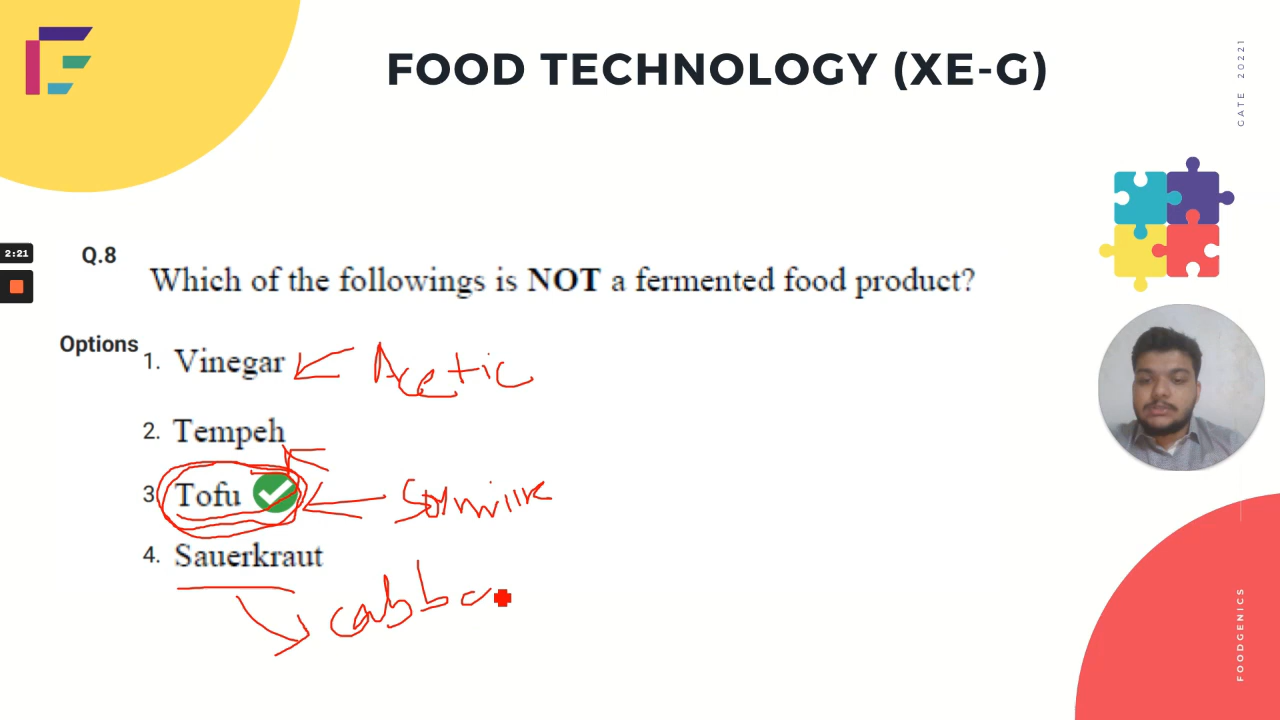 FOOD TECHNOLOGY (XE-G)
GATE 20221
2:21
Q.8
Which of the followings is NOT a fermented food product?
Options
1. Vinegar
Acetic
2. Tempeh
3 Tofu
4. Sauerkraut
cabba
FOODGENICS